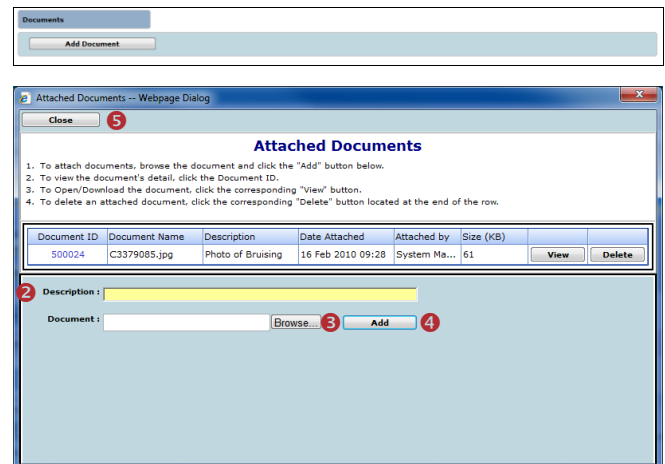 Documents
Add Document
Attached Documents -- Webpage Dialog
Close 5
Attached Documents
1. To attach documents, browse the document and click the "Add" button below.
2. To view the document's detail, click the Document ID.
3. To Open/Download the document, click the corresponding "View" button.
4. To delete an attached document, click the corresponding "Delete" button located at the end of the row.
Document ID Document Name Description Date Attached Attached by Size (KB)
500024 C3379085.jpg Photo of Bruising 16 Feb 2010 09:28 System Ma... 61 View Delete
2 Description :
Document : Browse... 3 Add 4